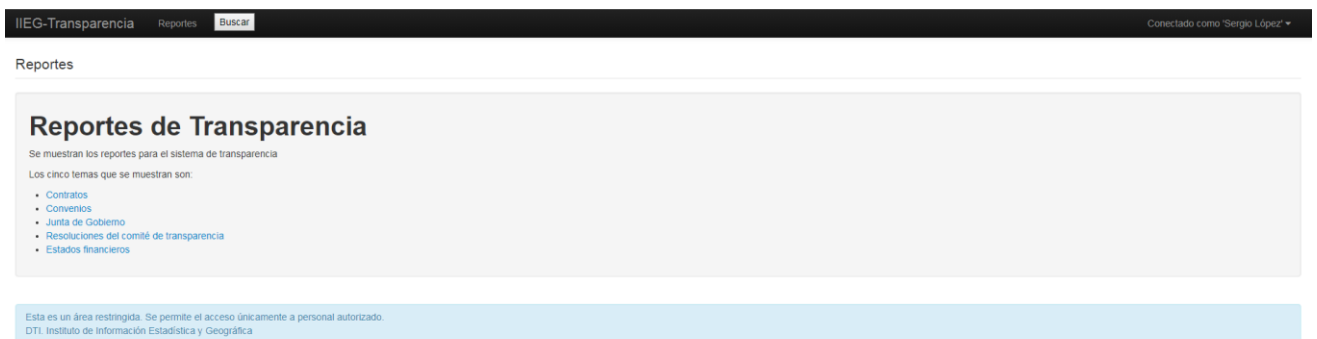 IIEG-Transparencia Reportes Buscar Conectado como 'Sergio López'
Reportes
Reportes de Transparencia
Se muestran los reportes para el sistema de transparencia
Los cinco temas que se muestran son:
Contratos
Convenios
Junta de Gobierno
Resoluciones del comité de transparencia
Estados financieros
Esta es un área restringida. Se permite el acceso únicamente a personal autorizado.
DTI. Instituto de Información Estadística y Geográfica